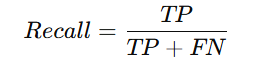 Recall = TP / (TP + FN)